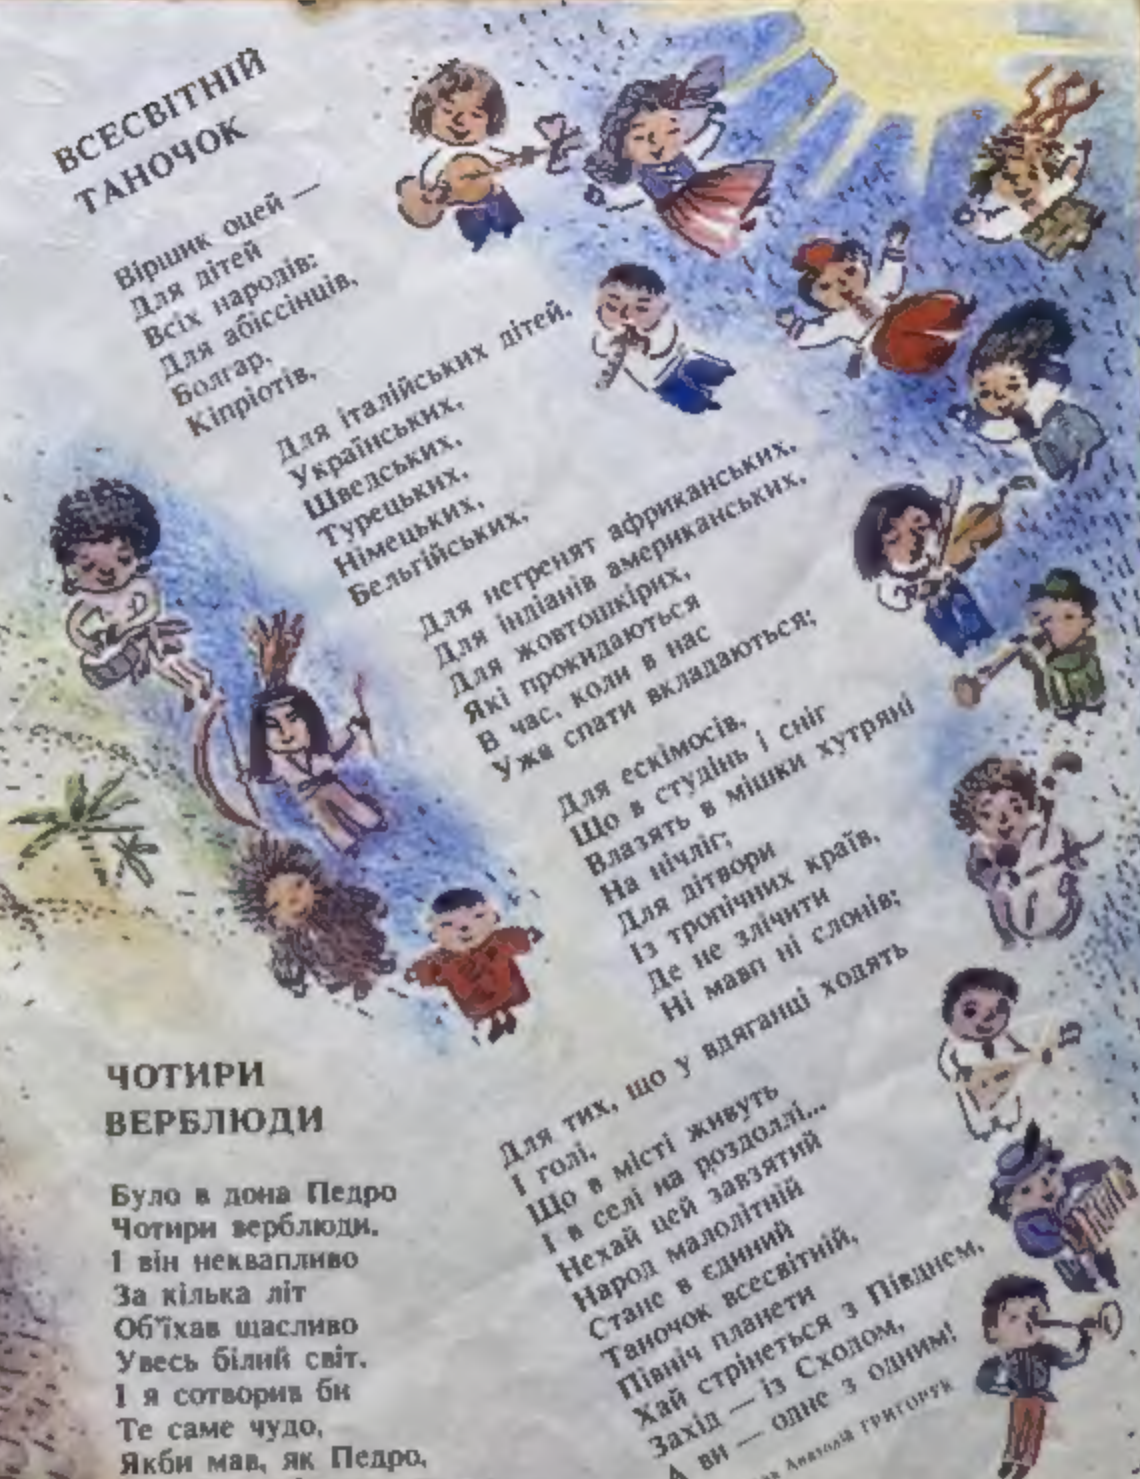 ВСЕСВІТНІЙ
ТАНОЧОК
Віршик оцей —
Для дітей
Всіх народів:
Для абіссінців,
Болгар,
Кіпріотів,
Для італійських дітей,
Українських,
Шведських,
Турецьких,
Німецьких,
Бельгійських,
Для негренят африканських,
Для індіанів американських,
Для жовтошкірих,
Які прокидаються
В час, коли в нас
Уже спати вкладаються;
Для ескімосів,
Що в студінь і сніг
Влазять в мішки хутряні
На нічліг;
Для дітвори
Із тропічних країв,
Де не злічити
Ні мавп ні слонів;
Для тих, що у вдяганці ходять
І голі,
Що в місті живуть
І в селі на роздоллі...
Нехай цей завзятий
Народ малолітній
Стане в єдиний
Таночок всесвітній,
Північ планети
Хай стрінеться з Півднем,
Захід — із Сходом,
А ви — одне з одним!
Анатолія ГРИГОРУК
ЧОТИРИ
ВЕРБЛЮДИ
Було в дона Педро
Чотири верблюди.
І він неквапливо
За кілька літ
Об'їхав щасливо
Увесь білий світ.
І я сотворив би
Те саме чудо,
Якби мав, як Педро,